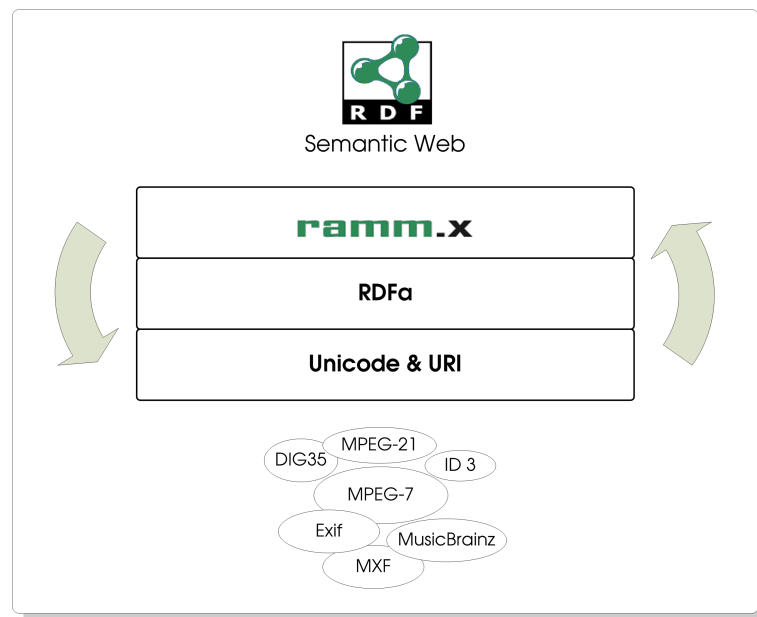 RDF
Semantic Web
ramm.x
RDFa
Unicode & URI
MPEG-21
DIG35
ID 3
MPEG-7
Exif
MusicBrainz
MXF